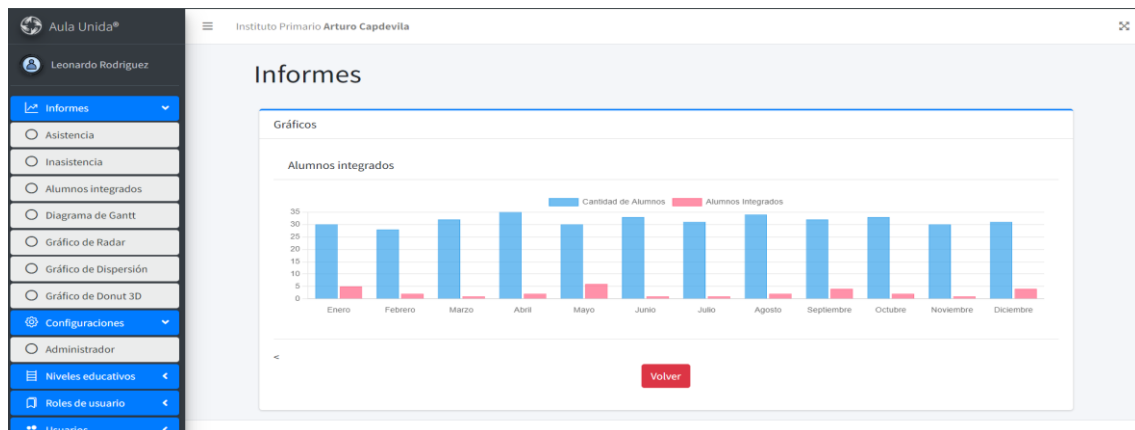 Aula Unida®
Instituto Primario Arturo Capdevila
Leonardo Rodriguez
Informes
Asistencia
Inasistencia
Alumnos integrados
Diagrama de Gantt
Gráfico de Radar
Gráfico de Dispersión
Gráfico de Donut 3D
Configuraciones
Administrador
Niveles educativos
Roles de usuario
Usuarios
Informes
Gráficos
Alumnos integrados
Cantidad de Alumnos Alumnos Integrados
35
30
25
20
15
10
5
0
Enero Febrero Marzo Abril Mayo Junio Julio Agosto Septiembre Octubre Noviembre Diciembre
<
Volver